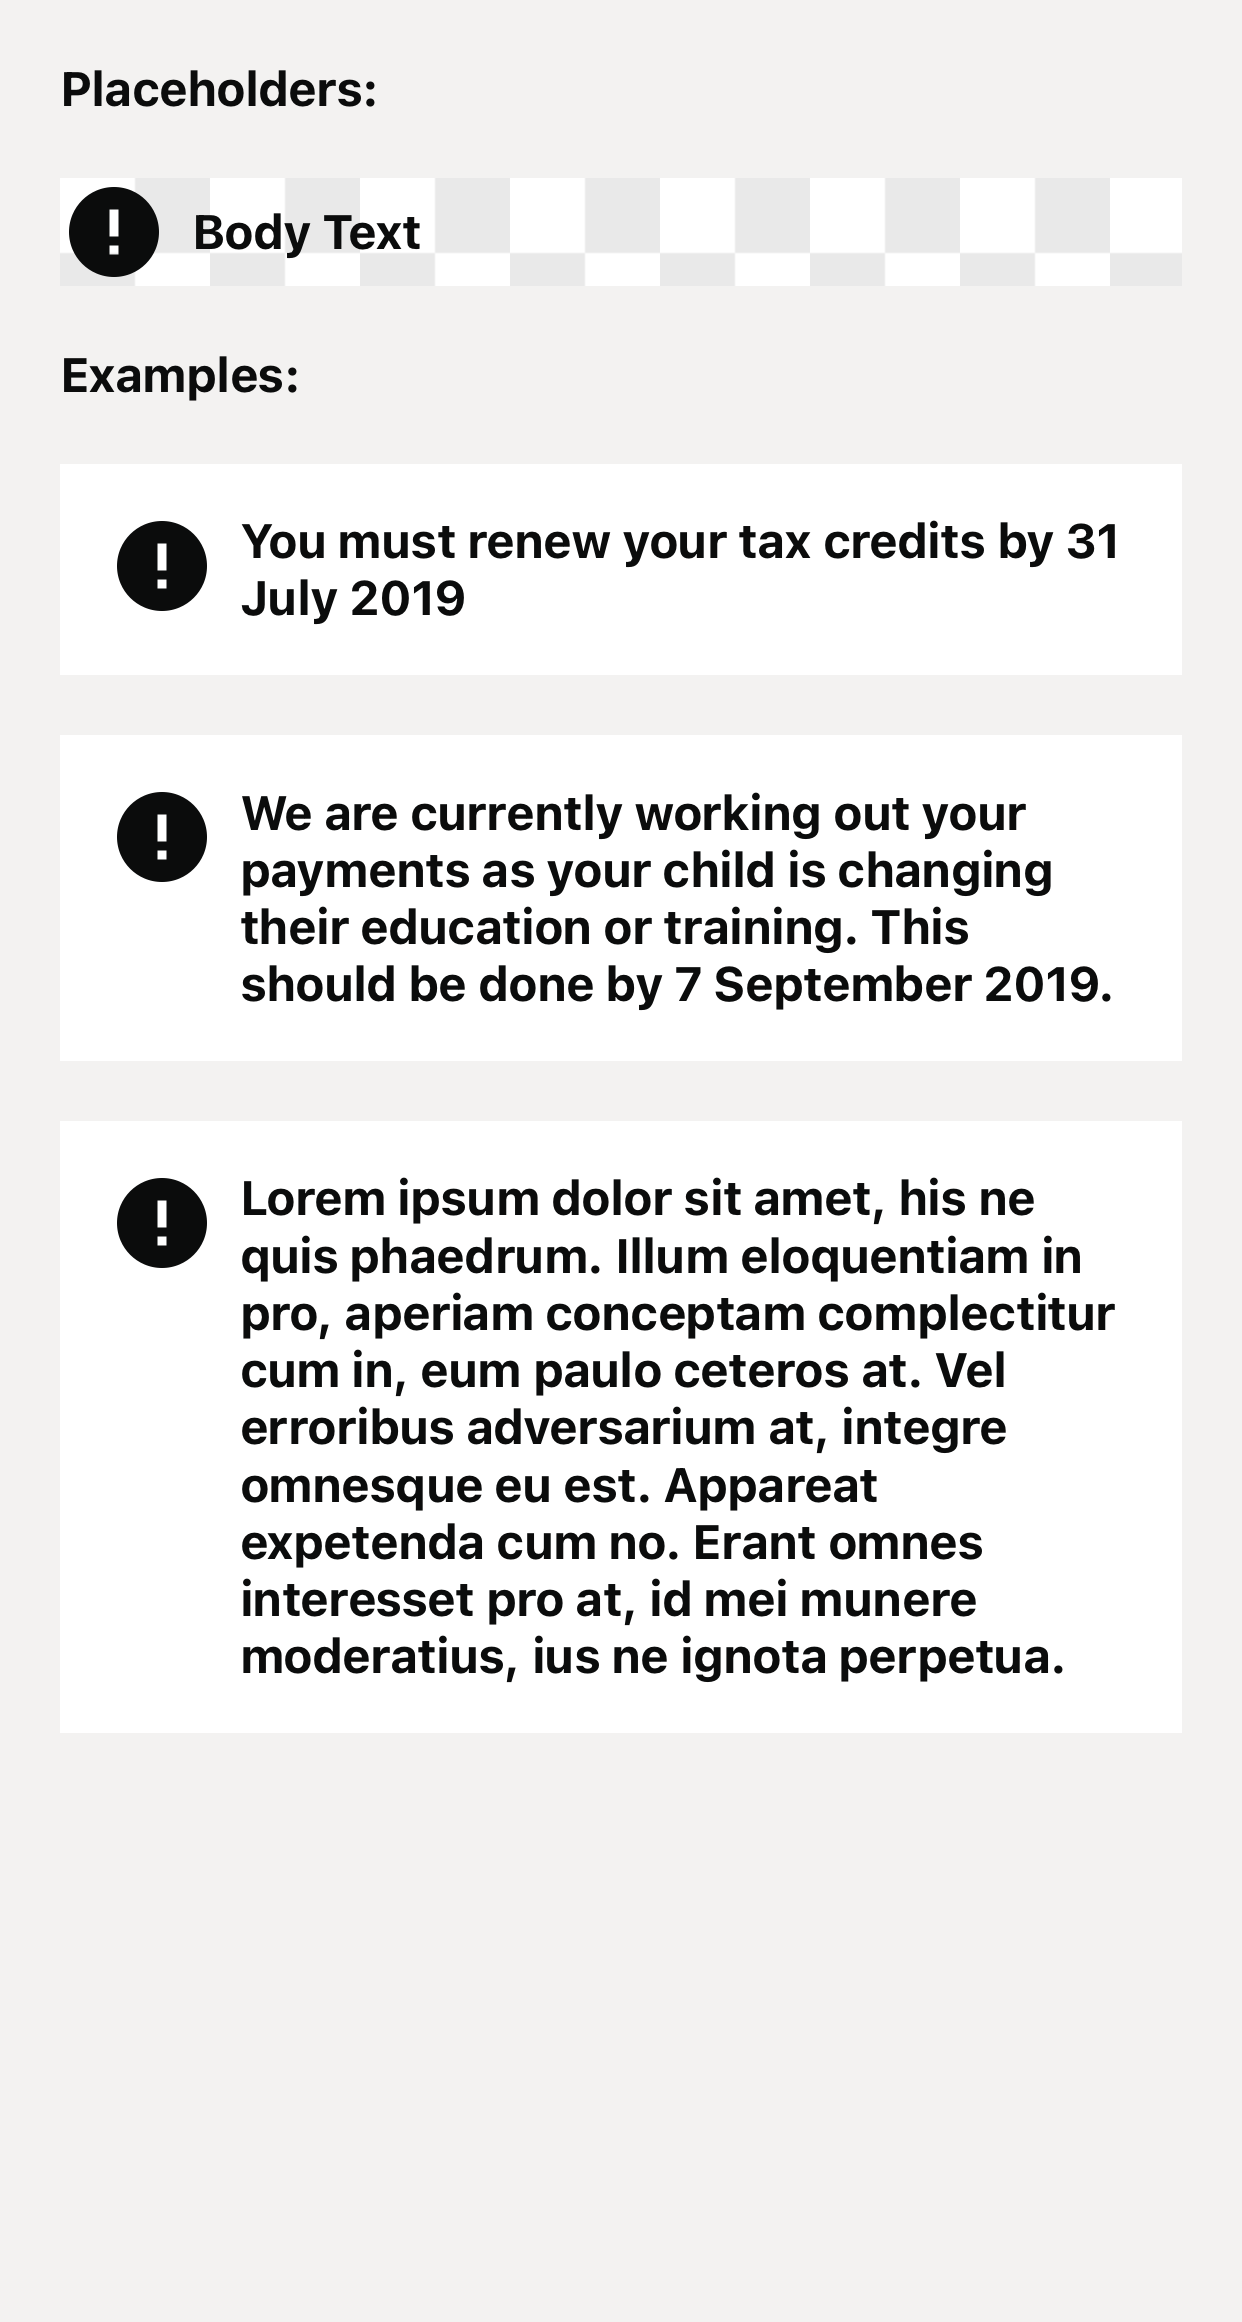 Placeholders:
! Body Text
Examples:
! You must renew your tax credits by 31
July 2019
! We are currently working out your
payments as your child is changing
their education or training. This
should be done by 7 September 2019.
! Lorem ipsum dolor sit amet, his ne
quis phaedrum. Illum eloquentiam in
pro, aperiam conceptam complectitur
cum in, eum paulo ceteros at. Vel
erroribus adversarium at, integre
omnesque eu est. Appareat
expetenda cum no. Erant omnes
interesset pro at, id mei munere
moderatius, ius ne ignota perpetua.